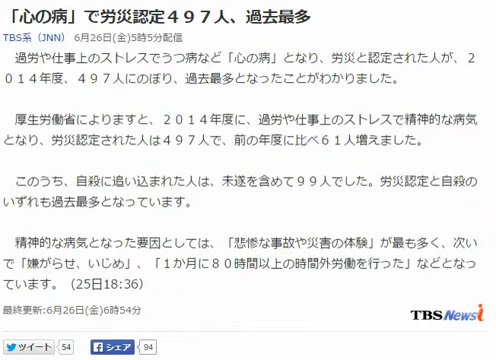 「心の病」で労災認定４９７人、過去最多
TBS系（JNN） 6月26日(金)5時5分配信
　過労や仕事上のストレスでうつ病など「心の病」となり、労災と認定された人が、２
０１４年度、４９７人にのぼり、過去最多となったことがわかりました。
　厚生労働省によりますと、２０１４年度に、過労や仕事上のストレスで精神的な病気
となり、労災認定された人は４９７人で、前の年度に比べ６１人増えました。
　このうち、自殺に追い込まれた人は、未遂を含めて９９人でした。労災認定と自殺の
いずれも過去最多となっています。
　精神的な病気となった要因としては、「悲惨な事故や災害の体験」が最も多く、次い
で「嫌がらせ、いじめ」、「１か月に８０時間以上の時間外労働を行った」などとなっ
ています。（25日18:36）
最終更新:6月26日(金)6時54分
TBS News i
ツイート 54 シェア 94